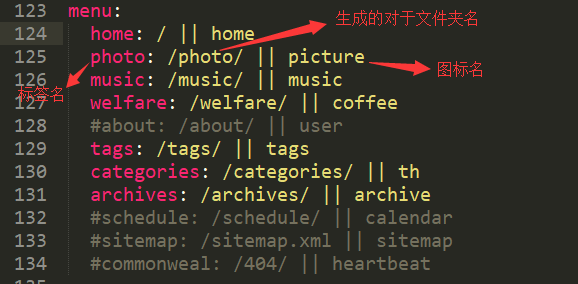 123 menu:
生成的对于文件夹名
124 home: / || home
125 photo: /photo/ || picture
图标名
126 music: /music/ || music
标签名
127 welfare: /welfare/ || coffee
128 #about: /about/ || user
129 tags: /tags/ || tags
130 categories: /categories/ || th
131 archives: /archives/ || archive
132 #schedule: /schedule/ || calendar
133 #sitemap: /sitemap.xml || sitemap
134 #commonweal: /404/ || heartbeat